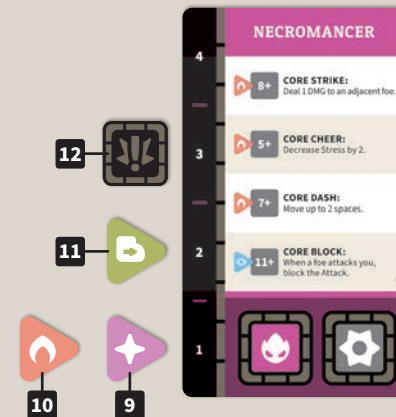 NECROMANCER
4
8+ CORE STRIKE:
Deal 1 DMG to an adjacent foe.
12
3
5+ CORE CHEER:
Decrease Stress by 2.
7+ CORE DASH:
Move up to 2 spaces.
11
2
11+ CORE BLOCK:
When a foe attacks you,
block the Attack.
1
10
9